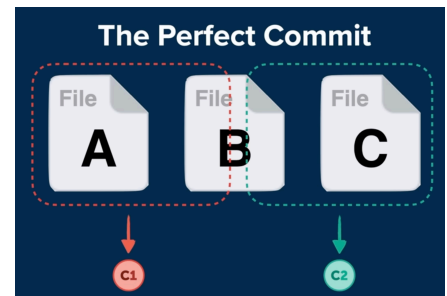 The Perfect Commit
File File File
A B C
C1 C2